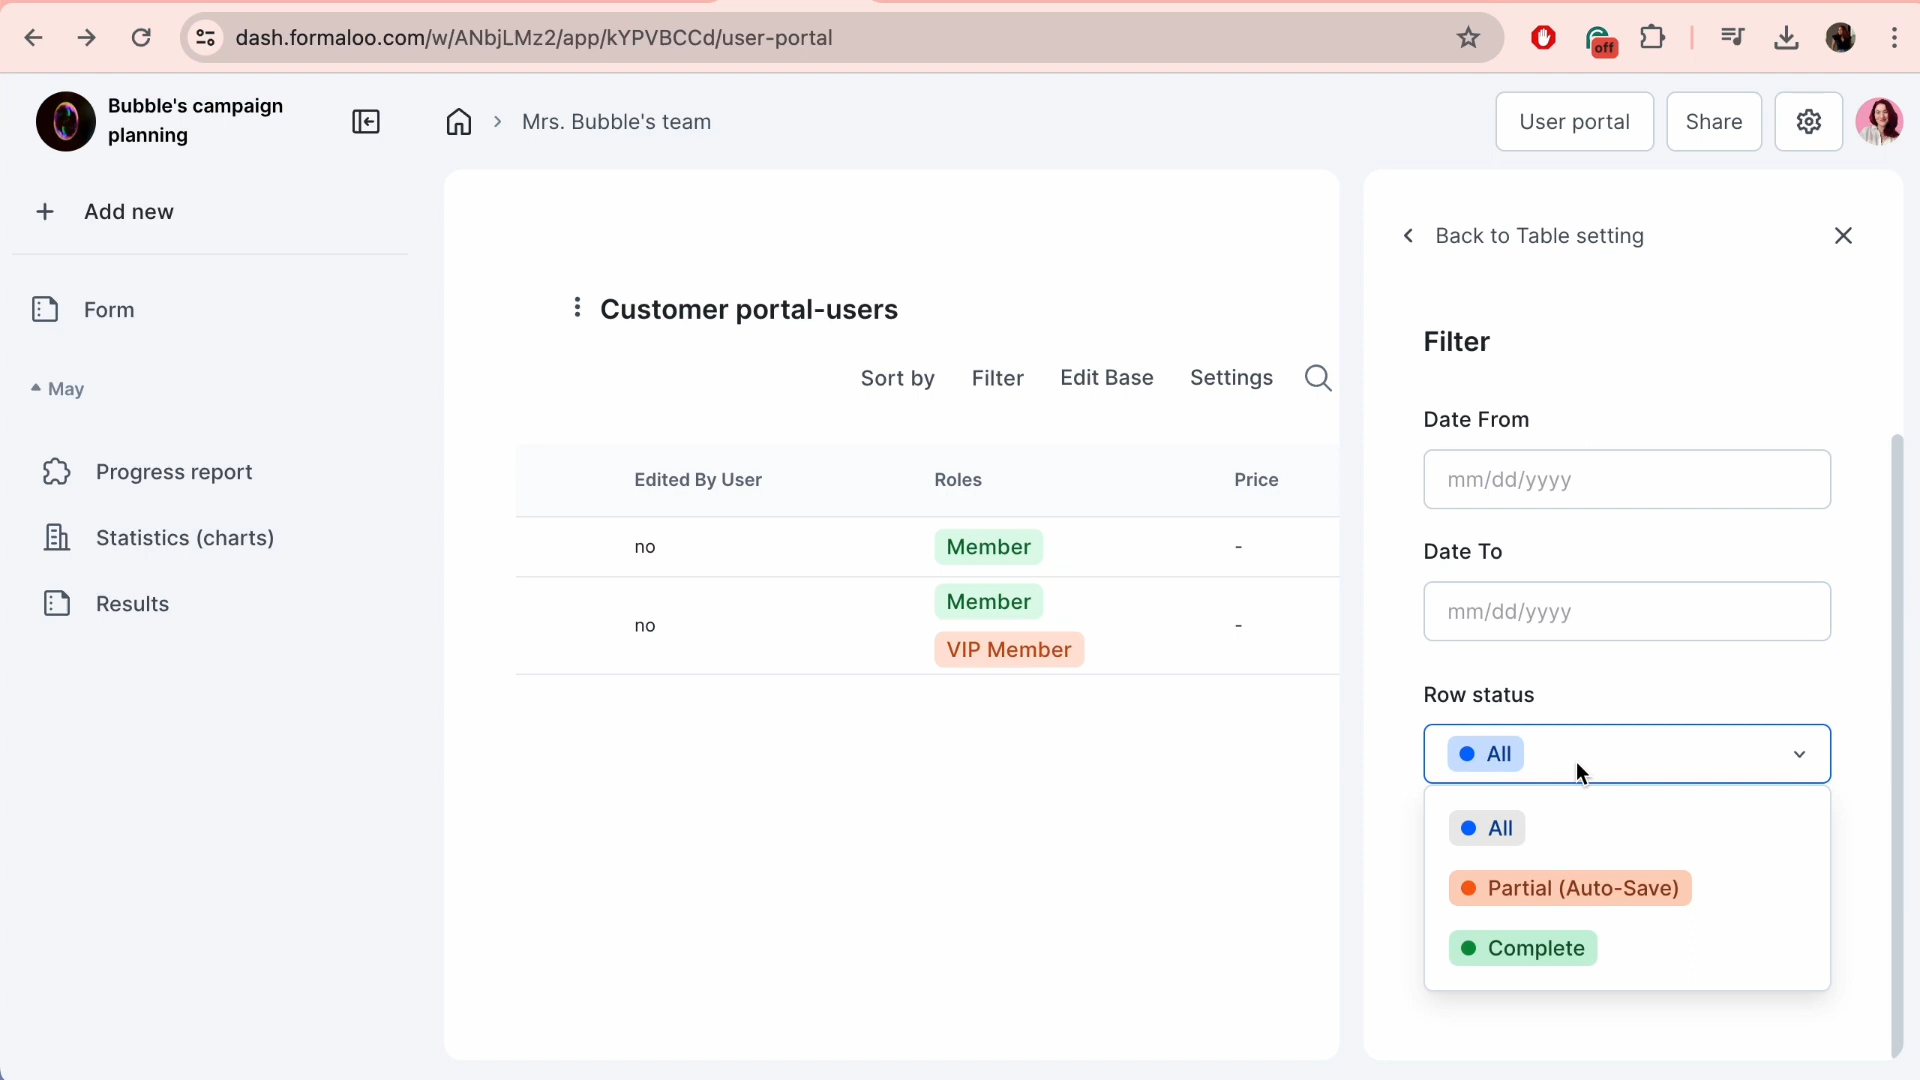 dash.formaloo.com/w/ANbjLMz2/app/kYPVBCCd/user-portal
off
Bubble's campaign
planning
Mrs. Bubble's team
User portal
Share
Add new
Form
May
Progress report
Statistics (charts)
Results
Customer portal-users
Sort by
Filter
Edit Base
Settings
Edited By User
Roles
Price
no
Member
-
no
Member
VIP Member
-
Back to Table setting
Filter
Date From
mm/dd/yyyy
Date To
mm/dd/yyyy
Row status
All
All
Partial (Auto-Save)
Complete